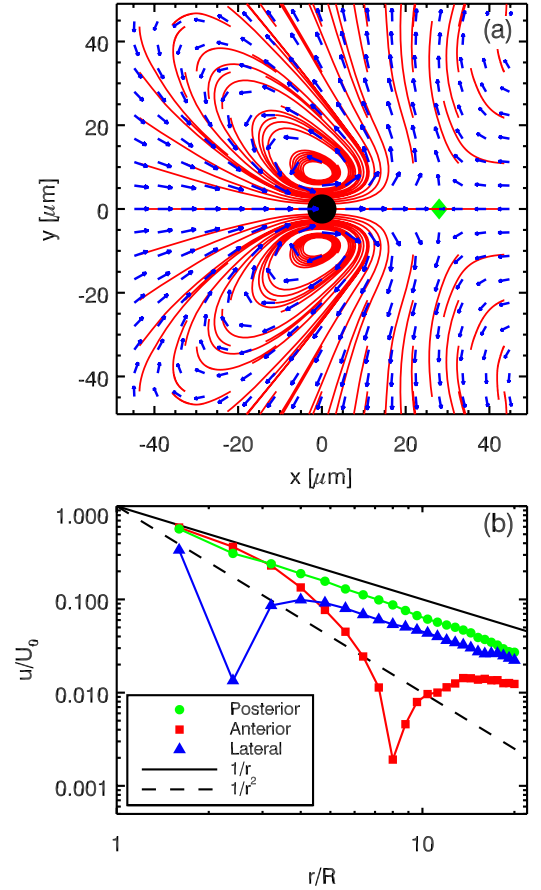 (a)
40
20
0
-20
-40
y [μm]
-40 -20 0 20 40
x [μm]
(b)
1.000
0.100
0.010
0.001
u/U₀
Posterior
Anterior
Lateral
1/r
1/r²
1 10
r/R